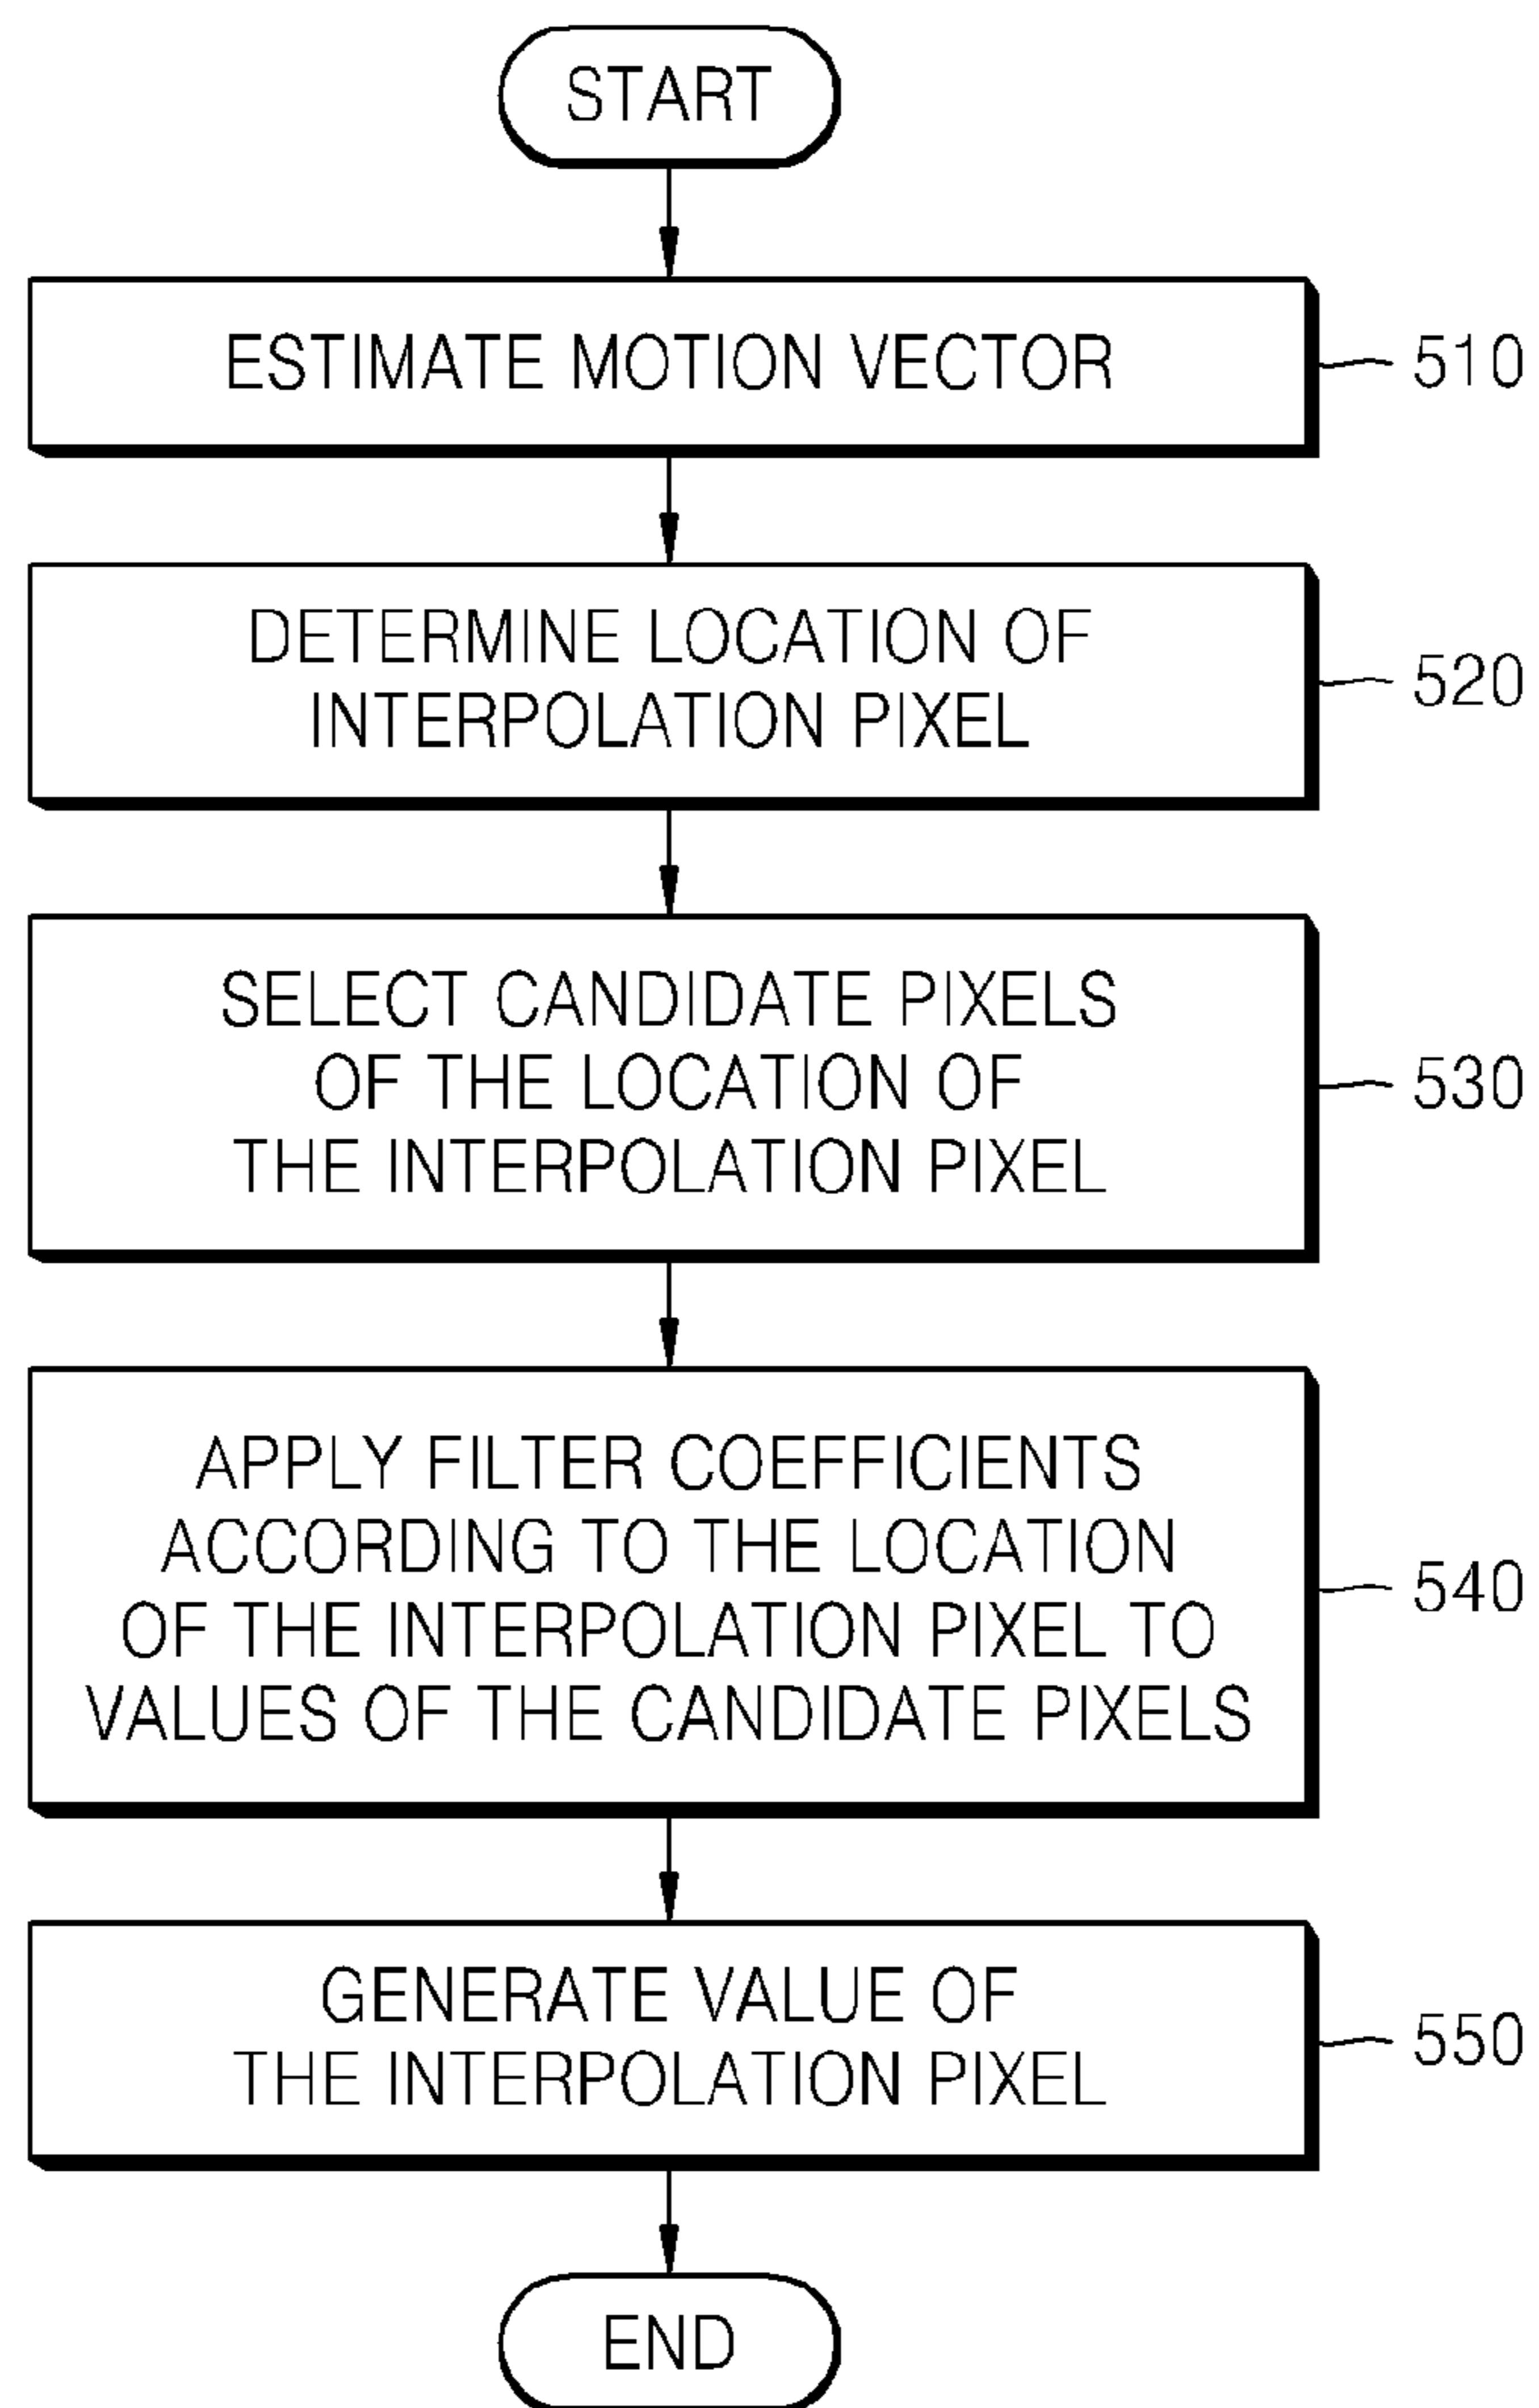 START
ESTIMATE MOTION VECTOR
510
DETERMINE LOCATION OF
INTERPOLATION PIXEL
520
SELECT CANDIDATE PIXELS
OF THE LOCATION OF
THE INTERPOLATION PIXEL
530
APPLY FILTER COEFFICIENTS
ACCORDING TO THE LOCATION
OF THE INTERPOLATION PIXEL TO
VALUES OF THE CANDIDATE PIXELS
540
GENERATE VALUE OF
THE INTERPOLATION PIXEL
550
END